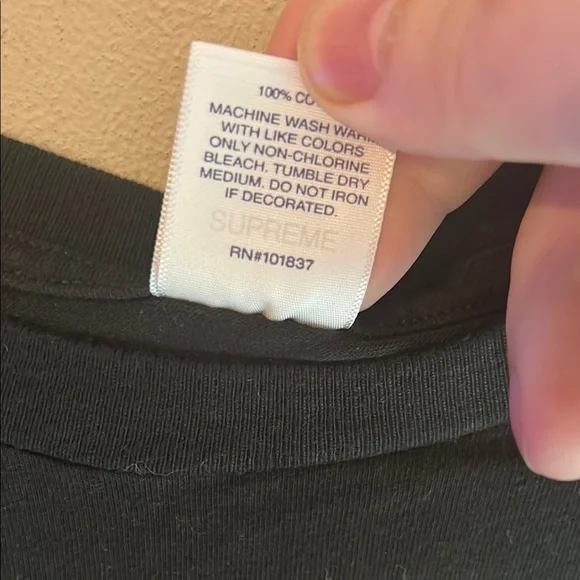 100% CO
MACHINE WASH WAR
WITH LIKE COLORS
ONLY NON-CHLORINE
BLEACH. TUMBLE DRY
MEDIUM. DO NOT IRON
IF DECORATED.
SUPREME
RN#101837